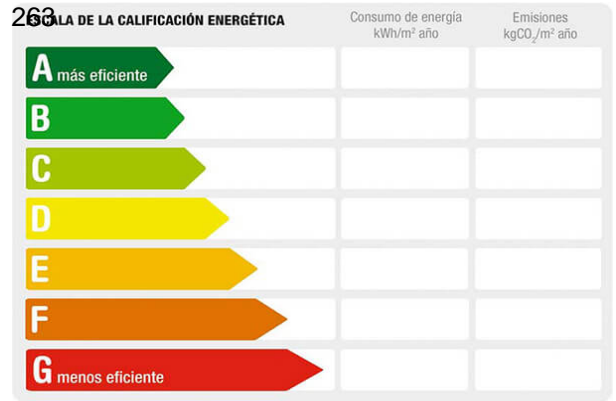 263
ESCALA DE LA CALIFICACIÓN ENERGÉTICA
Consumo de energía
kWh/m² año
Emisiones
kgCO₂/m² año
A más eficiente
B
C
D
E
F
G menos eficiente